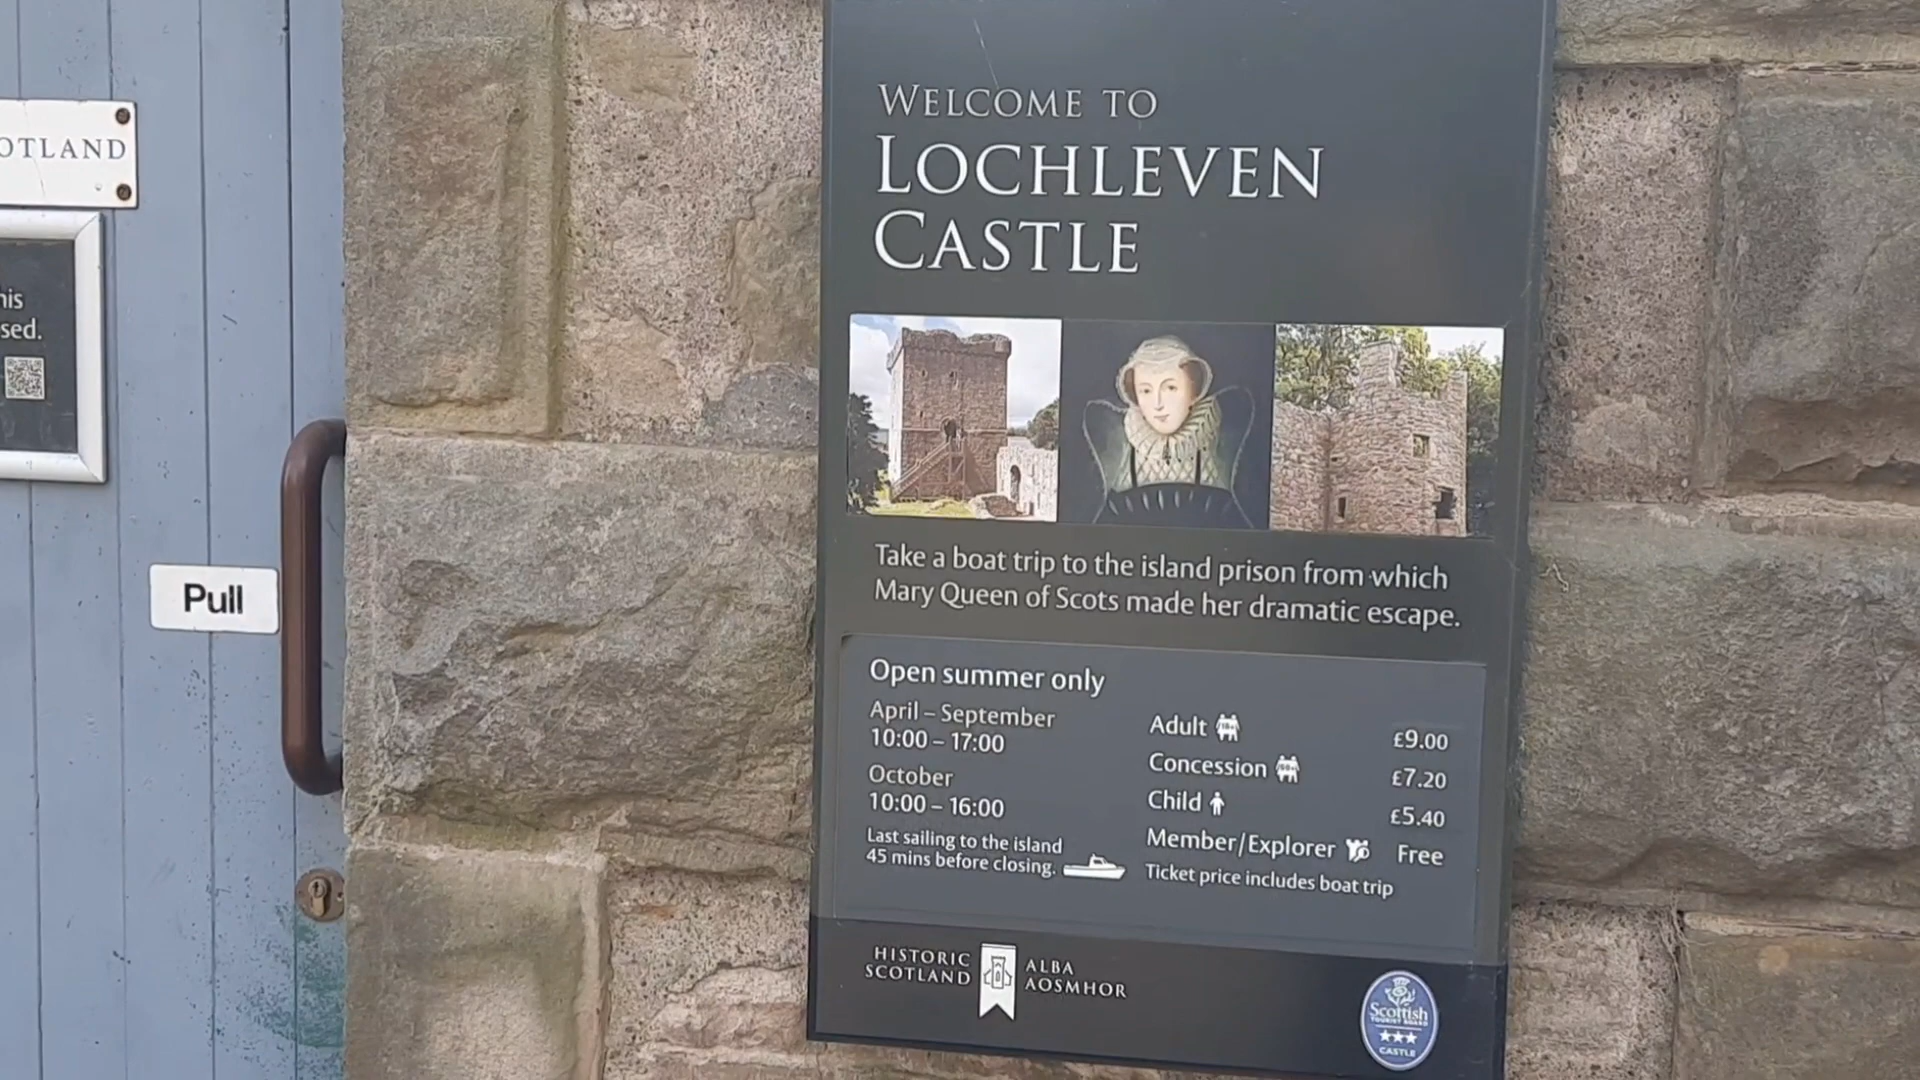 OTLAND
his
sed.
Pull
WELCOME TO
LOCHLEVEN
CASTLE
Take a boat trip to the island prison from which
Mary Queen of Scots made her dramatic escape.
Open summer only
April – September
10:00 – 17:00
October
10:00 – 16:00
Last sailing to the island
45 mins before closing.
Adult £9.00
Concession £7.20
Child £5.40
Member/Explorer Free
Ticket price includes boat trip
HISTORIC
SCOTLAND
ALBA
AOSMHOR
Scottish
TOURIST BOARD
CASTLE